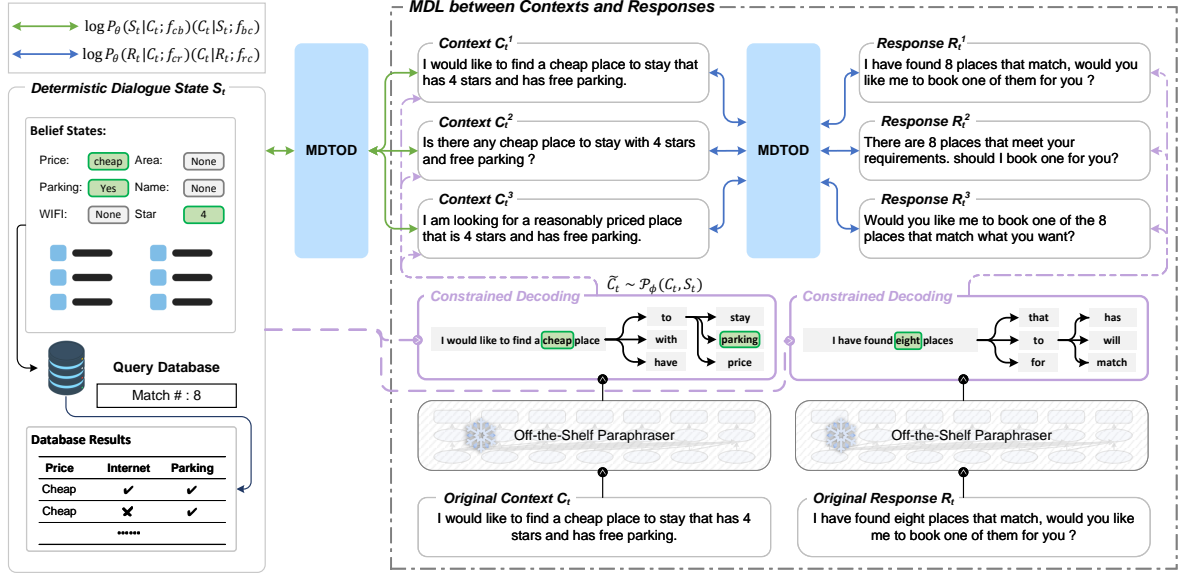 log P_θ(S_t|C_t; f_cb)(C_t|S_t; f_bc)
log P_θ(R_t|C_t; f_cr)(C_t|R_t; f_rc)
Determistic Dialogue State S_t
Belief States:
Price: cheap Area: None
Parking: Yes Name: None
WIFI: None Star 4
Query Database
Match # : 8
Database Results
Price Internet Parking
Cheap ✔ ✔
Cheap ✘ ✔
······
MDTOD
MDL between Contexts and Responses
Context C_t^1
I would like to find a cheap place to stay that
has 4 stars and has free parking.
Context C_t^2
Is there any cheap place to stay with 4 stars
and free parking ?
Context C_t^3
I am looking for a reasonably priced place
that is 4 stars and has free parking.
MDTOD
Response R_t^1
I have found 8 places that match, would you
like me to book one of them for you ?
Response R_t^2
There are 8 places that meet your
requirements. should I book one for you?
Response R_t^3
Would you like me to book one of the 8
places that match what you want?
C̃_t ~ P_ϕ(C_t, S_t)
Constrained Decoding
I would like to find a cheap place
to
with
have
stay
parking
price
Constrained Decoding
I have found eight places
that
to
for
has
will
match
Off-the-Shelf Paraphraser
Off-the-Shelf Paraphraser
Original Context C_t
I would like to find a cheap place to stay that has 4
stars and has free parking.
Original Response R_t
I have found eight places that match, would you like
me to book one of them for you ?